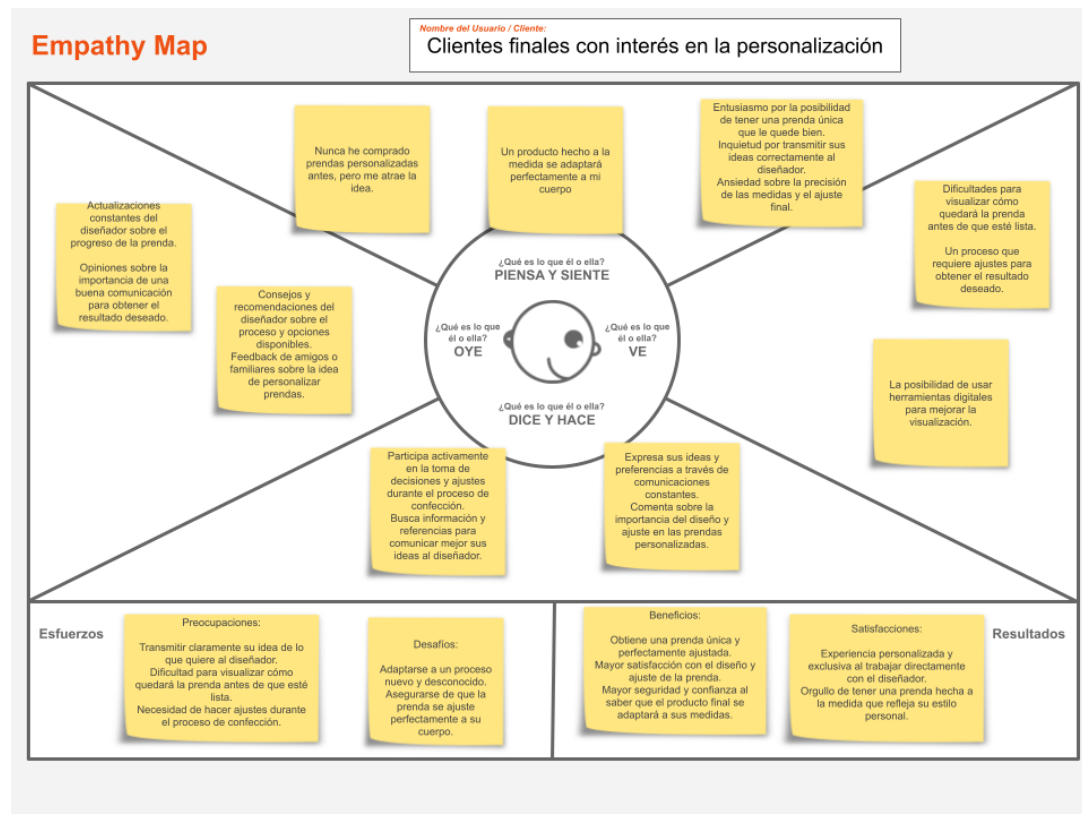 Empathy Map
Nombre del Usuario / Cliente:
Clientes finales con interés en la personalización
Nunca he comprado
prendas personalizadas
antes, pero me atrae la
idea.
Un producto hecho a la
medida se adaptará
perfectamente a mi
cuerpo
Entusiasmo por la posibilidad
de tener una prenda única
que le quede bien.
Inquietud por transmitir sus
ideas correctamente al
diseñador.
Ansiedad sobre la precisión
de las medidas y el ajuste
final.
Actualizaciones
constantes del
diseñador sobre el
progreso de la prenda.
Opiniones sobre la
importancia de una
buena comunicación
para obtener el
resultado deseado.
Consejos y
recomendaciones del
diseñador sobre el
proceso y opciones
disponibles.
Feedback de amigos o
familiares sobre la idea
de personalizar
prendas.
¿Qué es lo que él o ella?
PIENSA Y SIENTE
¿Qué es lo que
él o ella?
OYE
¿Qué es lo que
él o ella?
VE
¿Qué es lo que él o ella?
DICE Y HACE
Dificultades para
visualizar cómo
quedará la prenda
antes de que esté lista.
Un proceso que
requiere ajustes para
obtener el resultado
deseado.
La posibilidad de usar
herramientas digitales
para mejorar la
visualización.
Participa activamente
en la toma de
decisiones y ajustes
durante el proceso de
confección.
Busca información y
referencias para
comunicar mejor sus
ideas al diseñador.
Expresa sus ideas y
preferencias a través de
comunicaciones
constantes.
Comenta sobre la
importancia del diseño y
ajuste en las prendas
personalizadas.
Esfuerzos
Preocupaciones:
Transmitir claramente su idea de lo
que quiere al diseñador.
Dificultad para visualizar cómo
quedará la prenda antes de que esté
lista.
Necesidad de hacer ajustes durante
el proceso de confección.
Desafíos:
Adaptarse a un proceso
nuevo y desconocido.
Asegurarse de que la
prenda se ajuste
perfectamente a su
cuerpo.
Beneficios:
Obtiene una prenda única y
perfectamente ajustada.
Mayor satisfacción con el diseño y
ajuste de la prenda.
Mayor seguridad y confianza al
saber que el producto final se
adaptará a sus medidas.
Satisfacciones:
Experiencia personalizada y
exclusiva al trabajar directamente
con el diseñador.
Orgullo de tener una prenda hecha a
la medida que refleja su estilo
personal.
Resultados